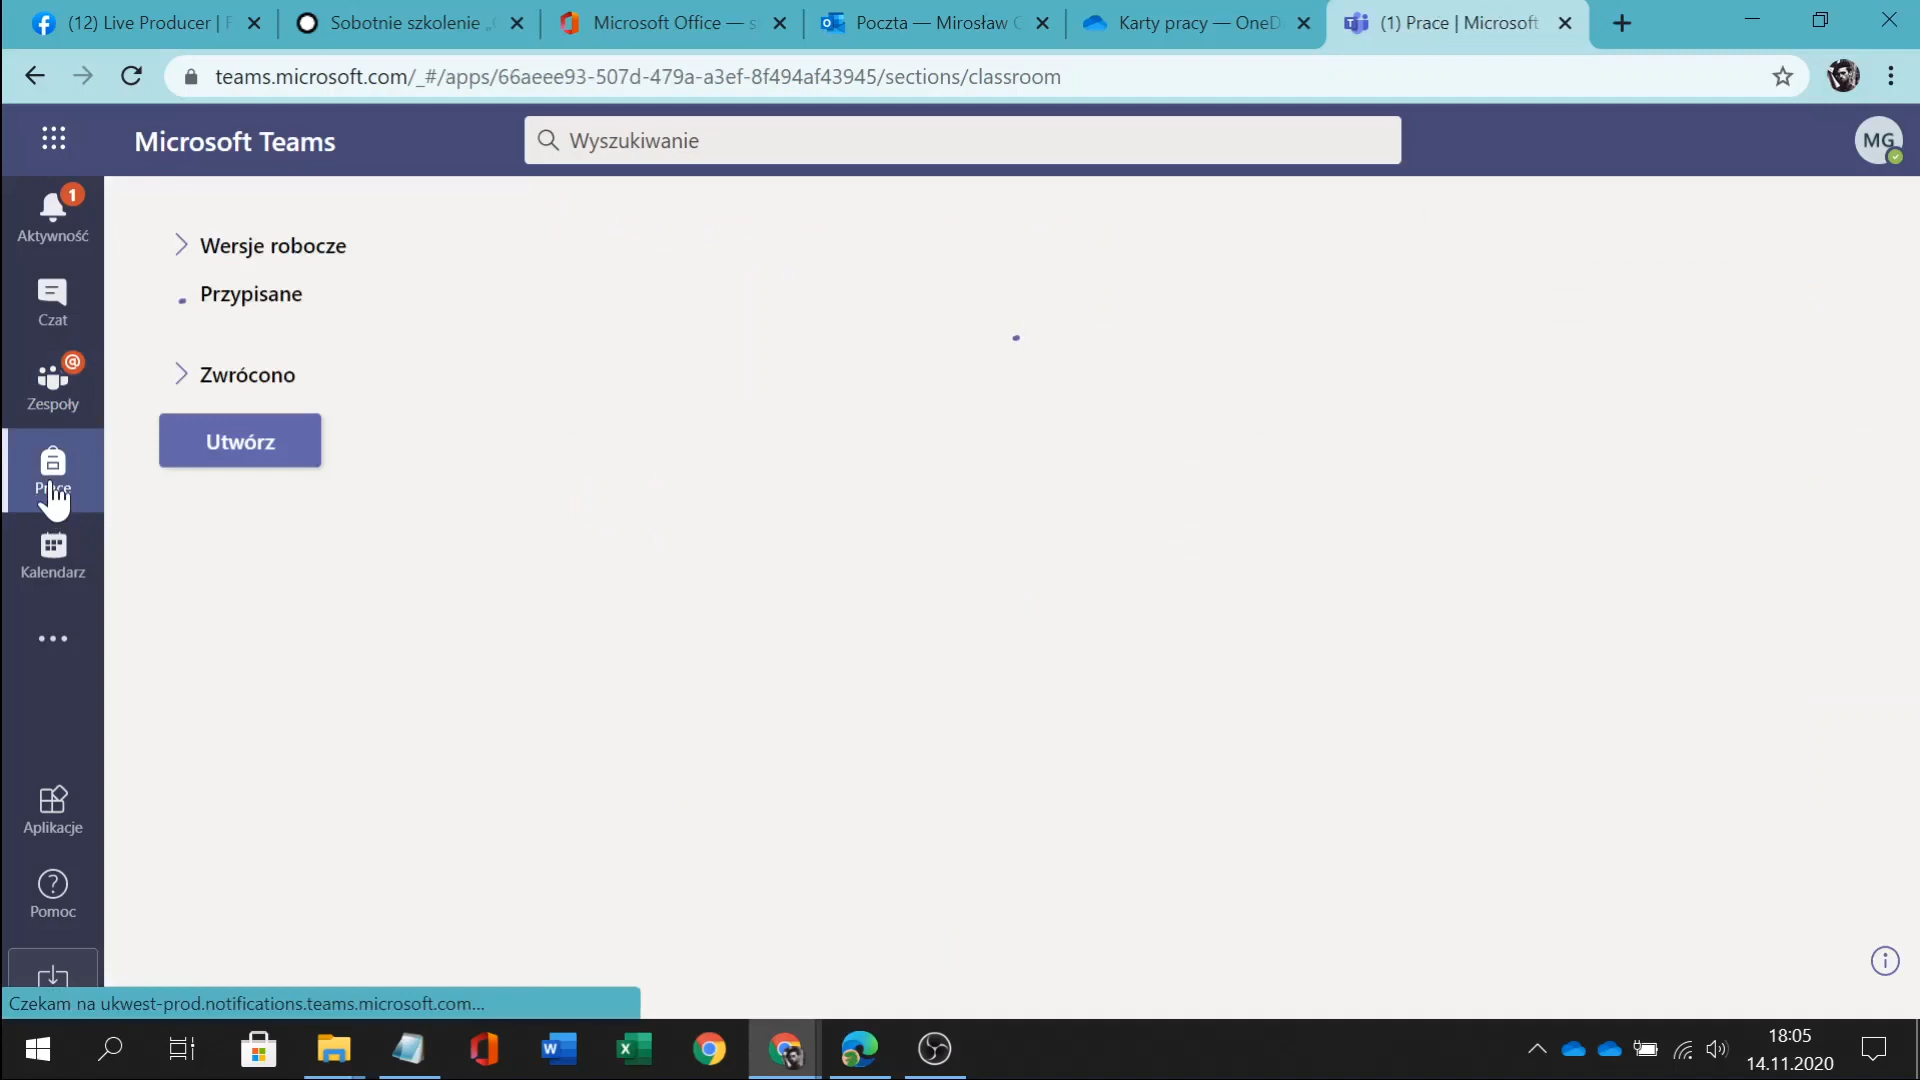 (12) Live Producer | F
Sobotnie szkolenie „
Microsoft Office — s
Poczta — Mirosław
Karty pracy — OneD
(1) Prace | Microsoft
teams.microsoft.com/_#/apps/66aeee93-507d-479a-a3ef-8f494af43945/sections/classroom
Microsoft Teams
Wyszukiwanie
MG
1
Aktywność
Czat
@
Zespoły
Prace
Kalendarz
Aplikacje
Pomoc
Wersje robocze
Przypisane
Zwrócono
Utwórz
Czekam na ukwest-prod.notifications.teams.microsoft.com...
18:05
14.11.2020